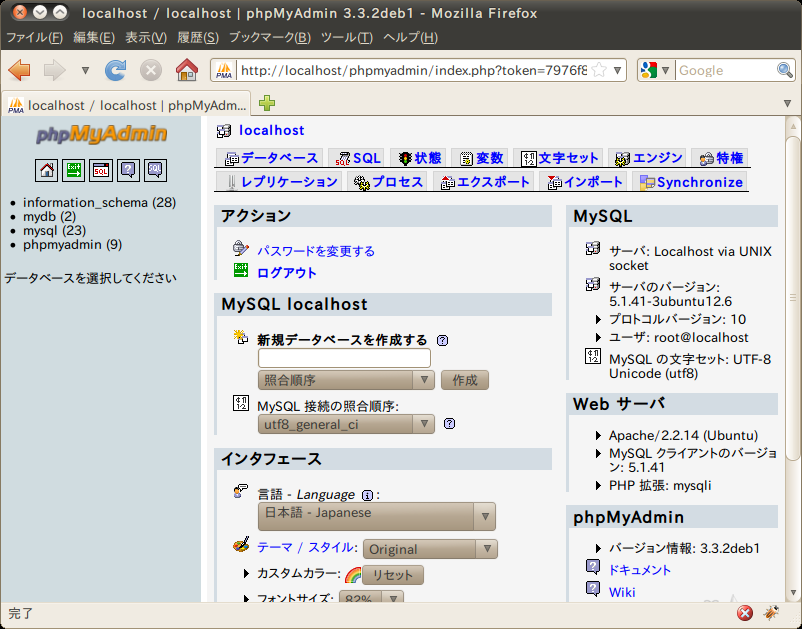 localhost / localhost | phpMyAdmin 3.3.2deb1 - Mozilla Firefox
ファイル(F) 編集(E) 表示(V) 履歴(S) ブックマーク(B) ツール(T) ヘルプ(H)
PMA http://localhost/phpmyadmin/index.php?token=7976f8 Google
PMA localhost / localhost | phpMyAdm...
phpMyAdmin
SQL
information_schema (28)
mydb (2)
mysql (23)
phpmyadmin (9)
データベースを選択してください
localhost
データベース SQL 状態 変数 文字セット エンジン 特権
レプリケーション プロセス エクスポート インポート Synchronize
アクション
パスワードを変更する
Exit ログアウト
MySQL localhost
新規データベースを作成する
照合順序 作成
MySQL 接続の照合順序:
utf8_general_ci
インタフェース
言語 - Language :
日本語 - Japanese
テーマ / スタイル: Original
カスタムカラー: リセット
フォントサイズ: 82%
MySQL
サーバ: Localhost via UNIX
socket
サーバのバージョン:
5.1.41-3ubuntu12.6
プロトコルバージョン: 10
ユーザ: root@localhost
MySQL の文字セット: UTF-8
Unicode (utf8)
Web サーバ
Apache/2.2.14 (Ubuntu)
MySQL クライアントのバージョ
ン: 5.1.41
PHP 拡張: mysqli
phpMyAdmin
バージョン情報: 3.3.2deb1
ドキュメント
Wiki
完了